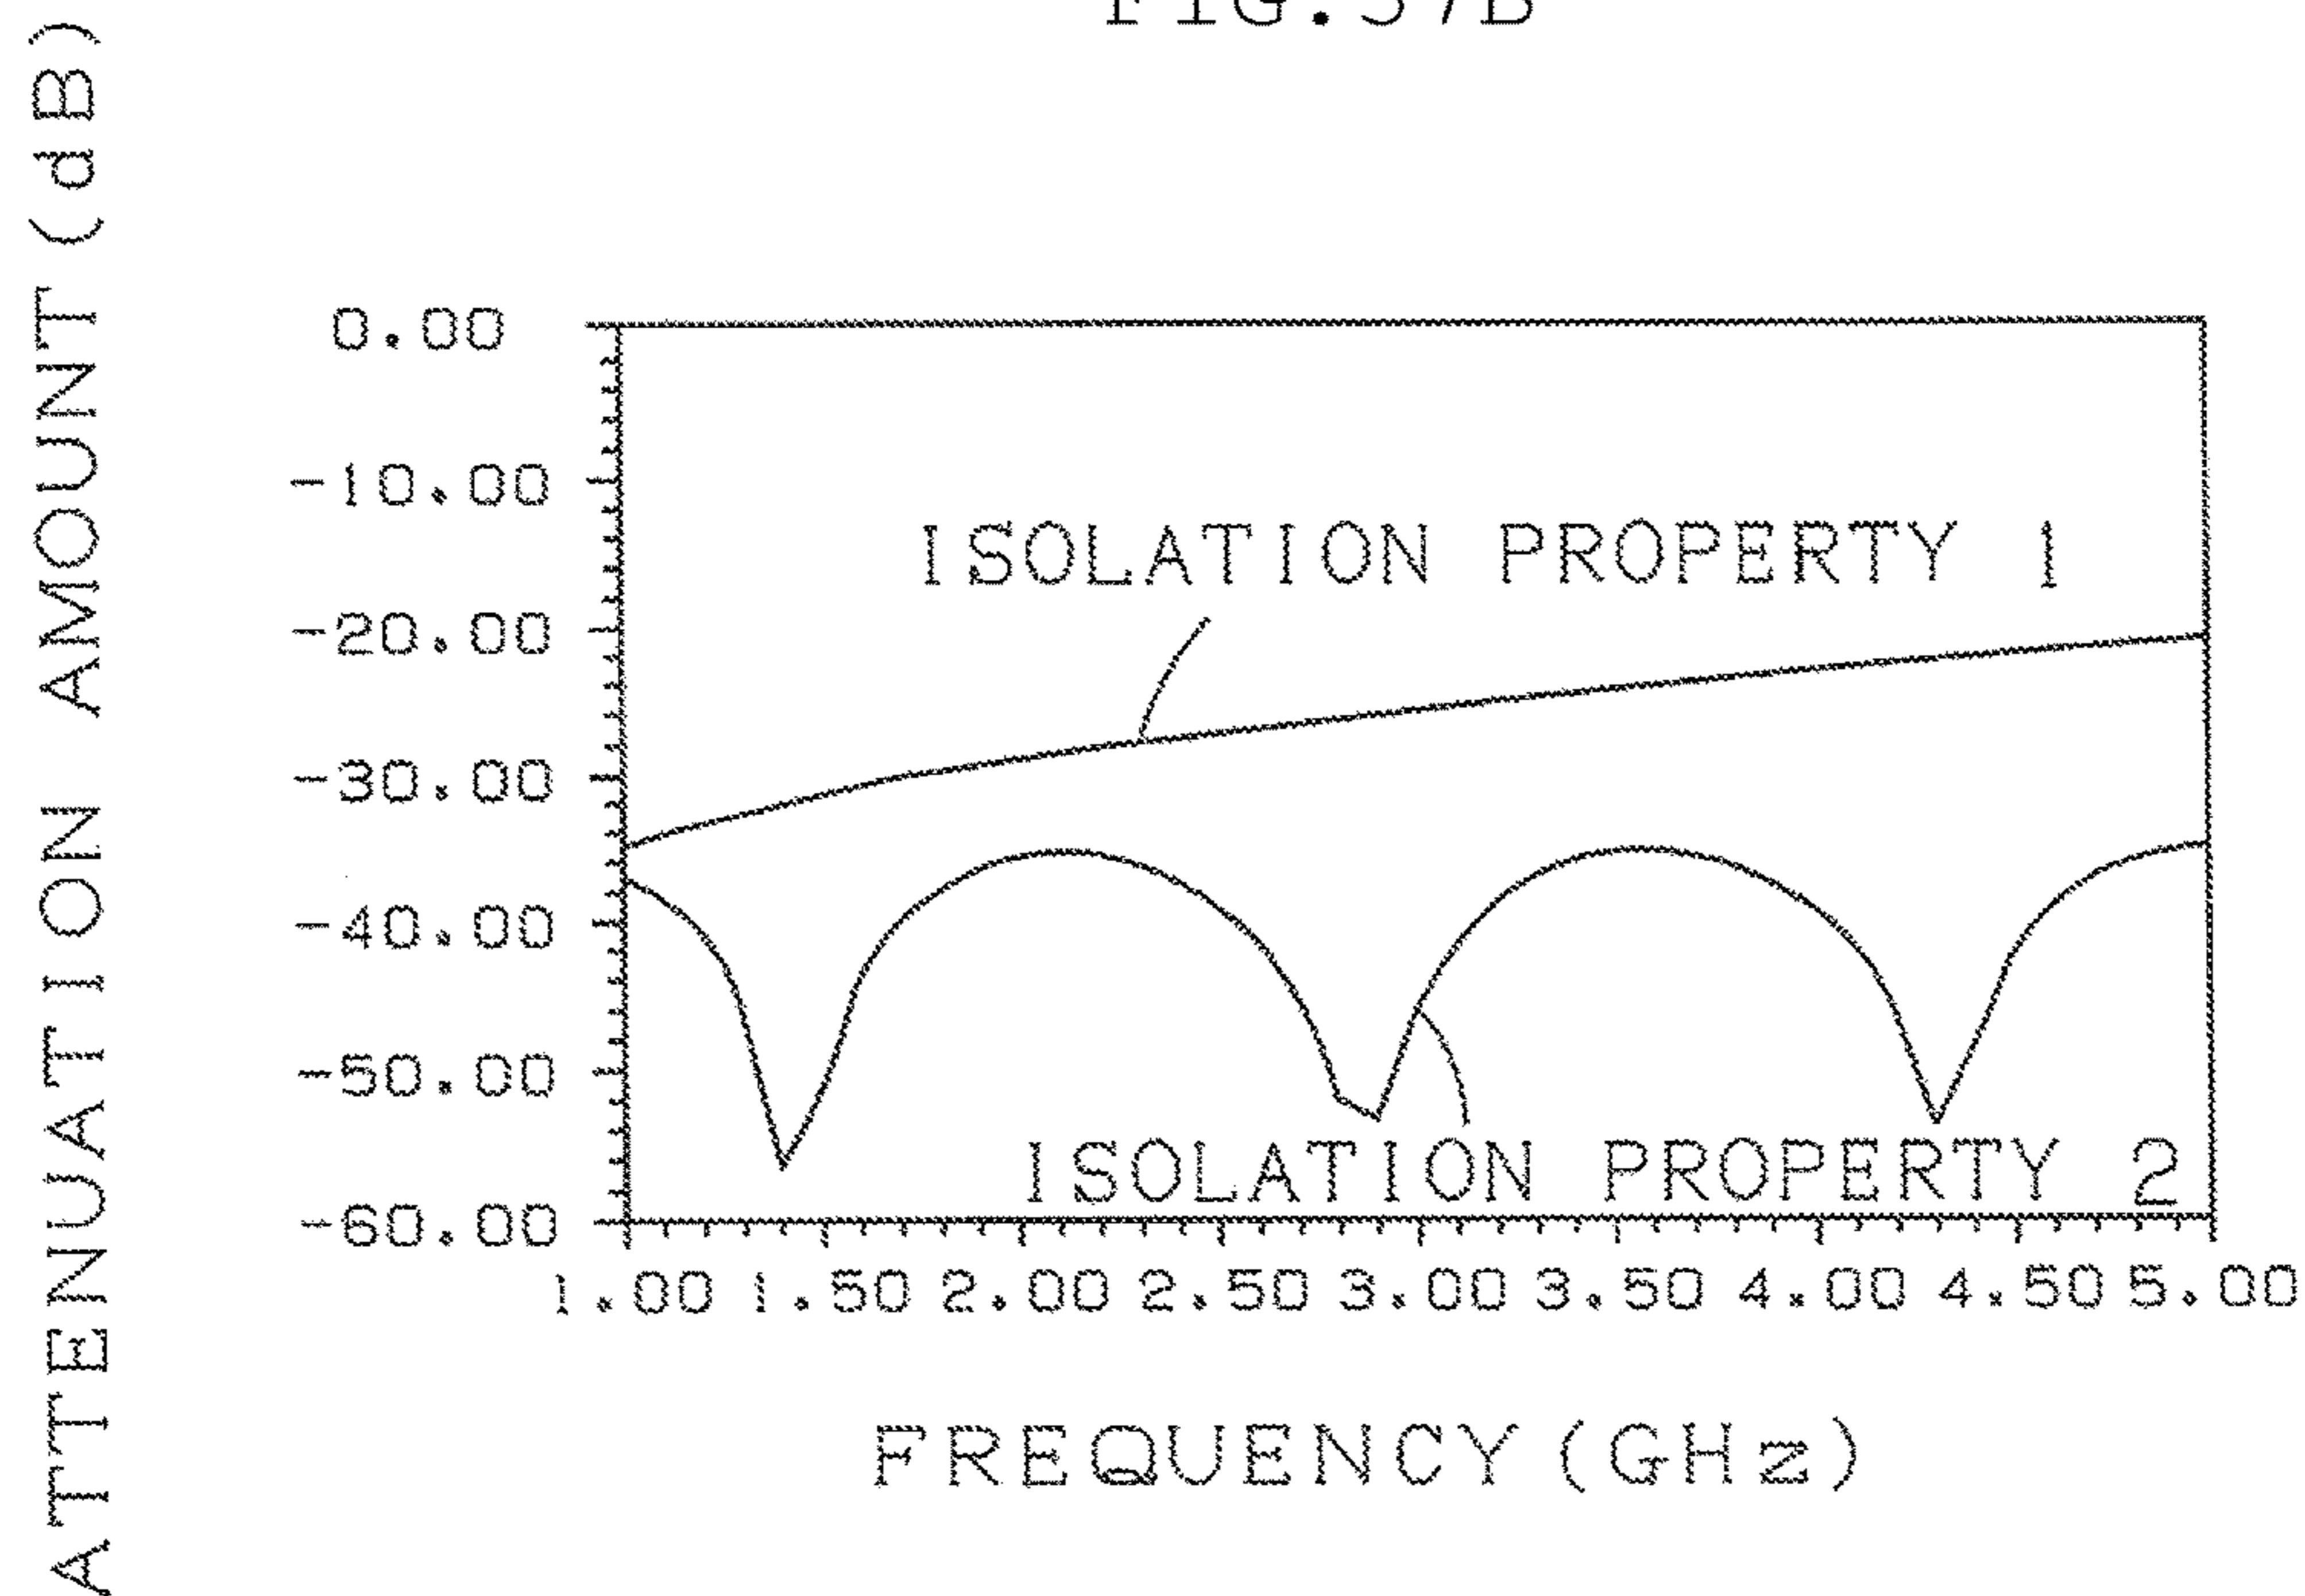 ATTENUATION AMOUNT (dB)
0.00
-10.00
-20.00
-30.00
-40.00
-50.00
-60.00
ISOLATION PROPERTY 1
ISOLATION PROPERTY 2
1.00 1.50 2.00 2.50 3.00 3.50 4.00 4.50 5.00
FREQUENCY (GHz)